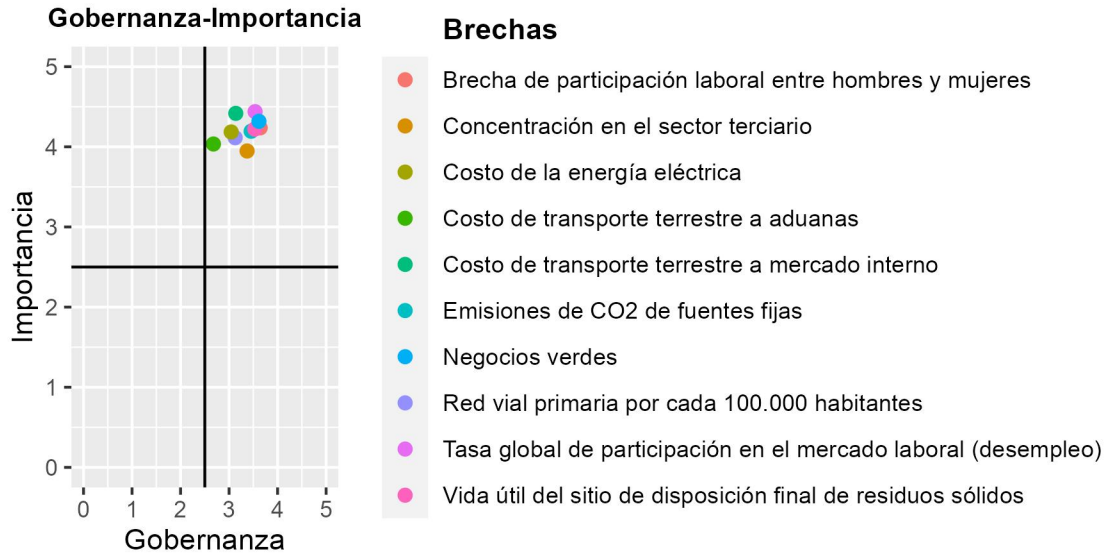 Gobernanza-Importancia
5
4
3
2
1
0
0 1 2 3 4 5
Importancia
Gobernanza
Brechas
Brecha de participación laboral entre hombres y mujeres
Concentración en el sector terciario
Costo de la energía eléctrica
Costo de transporte terrestre a aduanas
Costo de transporte terrestre a mercado interno
Emisiones de CO2 de fuentes fijas
Negocios verdes
Red vial primaria por cada 100.000 habitantes
Tasa global de participación en el mercado laboral (desempleo)
Vida útil del sitio de disposición final de residuos sólidos